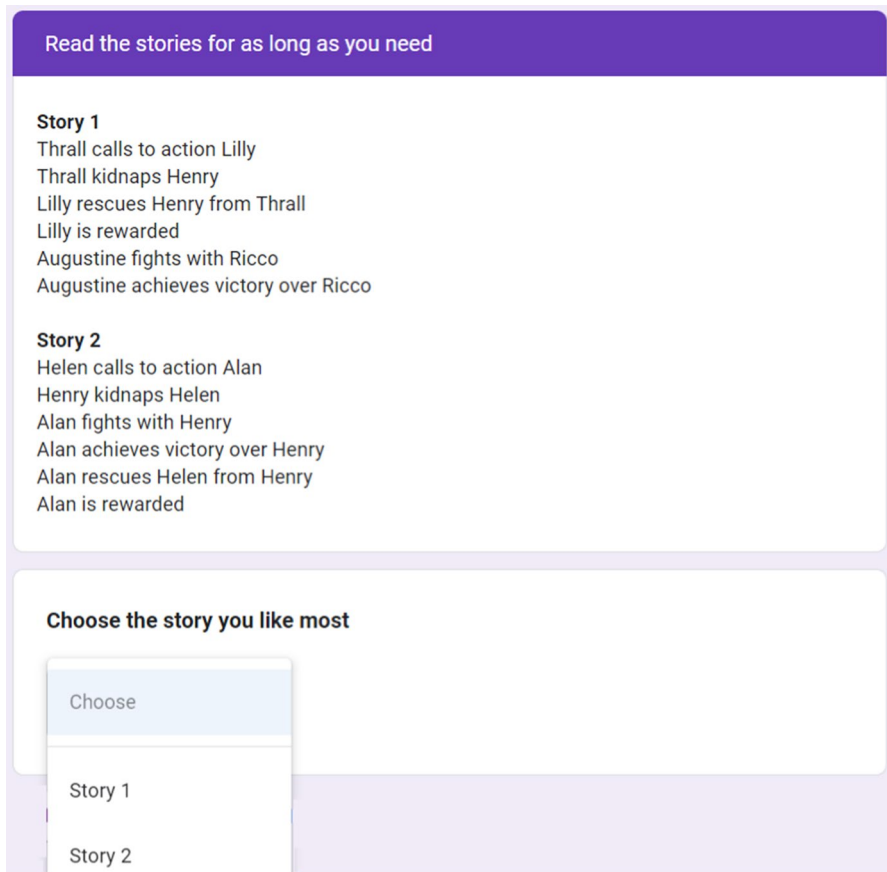 Read the stories for as long as you need
Story 1
Thrall calls to action Lilly
Thrall kidnaps Henry
Lilly rescues Henry from Thrall
Lilly is rewarded
Augustine fights with Ricco
Augustine achieves victory over Ricco
Story 2
Helen calls to action Alan
Henry kidnaps Helen
Alan fights with Henry
Alan achieves victory over Henry
Alan rescues Helen from Henry
Alan is rewarded
Choose the story you like most
Choose
Story 1
Story 2